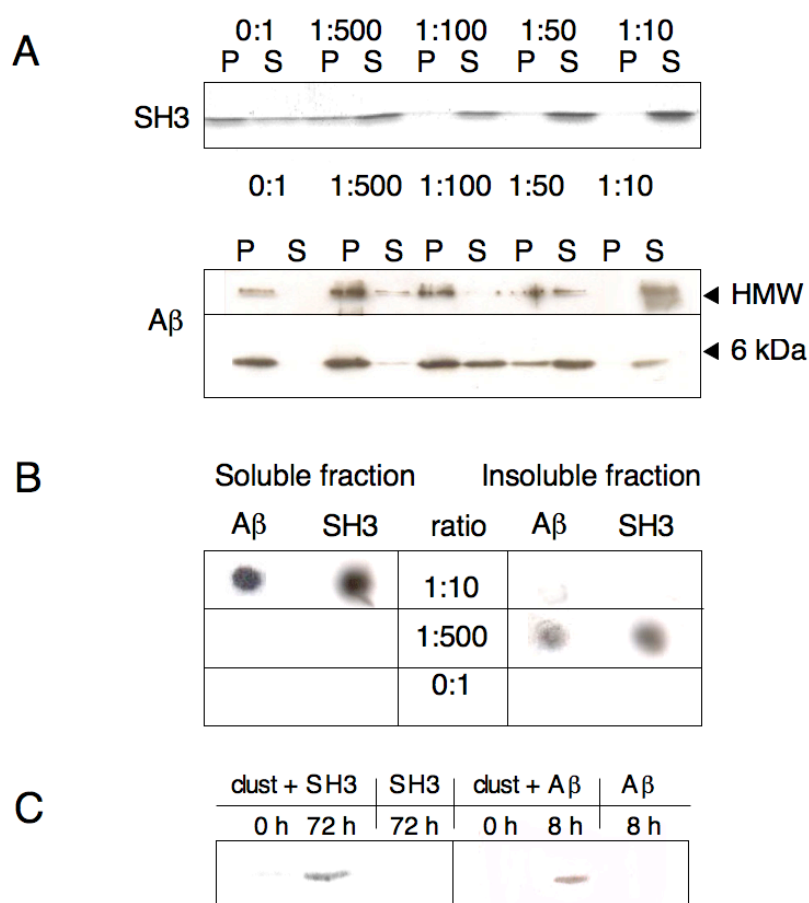 A
0:1 1:500 1:100 1:50 1:10
P S P S P S P S P S
SH3
0:1 1:500 1:100 1:50 1:10
P S P S P S P S P S
Aβ
HMW
6 kDa
B
Soluble fraction Insoluble fraction
Aβ SH3 ratio Aβ SH3
1:10
1:500
0:1
C
clust + SH3 SH3 clust + Aβ Aβ
0 h 72 h 72 h 0 h 8 h 8 h